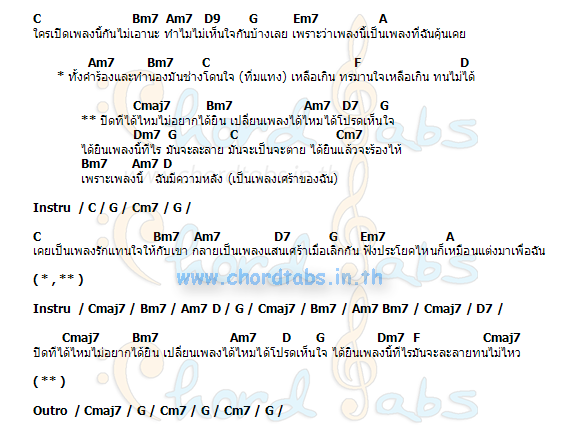 C Bm7 Am7 D9 G Em7 A
ใครเปิดเพลงนี้กันไม่เอานะ ทำไมไม่เห็นใจกันบ้างเลย เพราะว่าเพลงนี้เป็นเพลงที่ฉันคุ้นเคย
Am7 Bm7 C F D
* ทั้งคำร้องและทำนองมันช่างโดนใจ (ทิ่มแทง) เหลือเกิน ทรมานใจเหลือเกิน ทนไม่ได้
Cmaj7 Bm7 Am7 D7 G
** ปิดทีได้ไหมไม่อยากได้ยิน เปลี่ยนเพลงได้ไหมได้โปรดเห็นใจ
Dm7 G C Cm7
ได้ยินเพลงนี้ทีไร มันจะละลาย มันจะเป็นจะตาย ได้ยินแล้วจะร้องไห้
Bm7 Am7 D
เพราะเพลงนี้ ฉันมีความหลัง (เป็นเพลงเศร้าของฉัน)
Instru / C / G / Cm7 / G /
C Bm7 Am7 D7 G Em7 A
เคยเป็นเพลงรักแทนใจให้กับเขา กลายเป็นเพลงแสนเศร้าเมื่อเลิกกัน ฟังประโยคไหนก็เหมือนแต่งมาเพื่อฉัน
( * , ** )
www.chordtabs.in.th
Instru / Cmaj7 / Bm7 / Am7 D / G / Cmaj7 / Bm7 / Am7 Bm7 / Cmaj7 / D7 /
Cmaj7 Bm7 Am7 D G Dm7 F Cmaj7
ปิดทีได้ไหมไม่อยากได้ยิน เปลี่ยนเพลงได้ไหมได้โปรดเห็นใจ ได้ยินเพลงนี้ทีไรมันจะละลายทนไม่ไหว
( ** )
Outro / Cmaj7 / G / Cm7 / G / Cm7 / G /